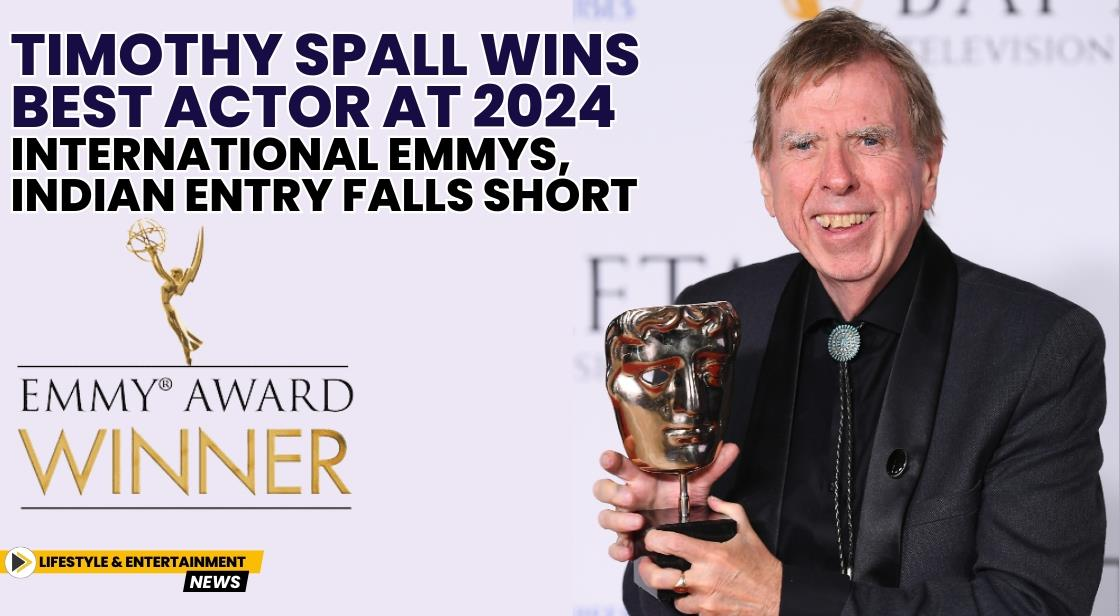 TIMOTHY SPALL WINS
BEST ACTOR AT 2024
INTERNATIONAL EMMYS,
INDIAN ENTRY FALLS SHORT
EMMY® AWARD
WINNER
LIFESTYLE & ENTERTAINMENT
NEWS
TELEVISION